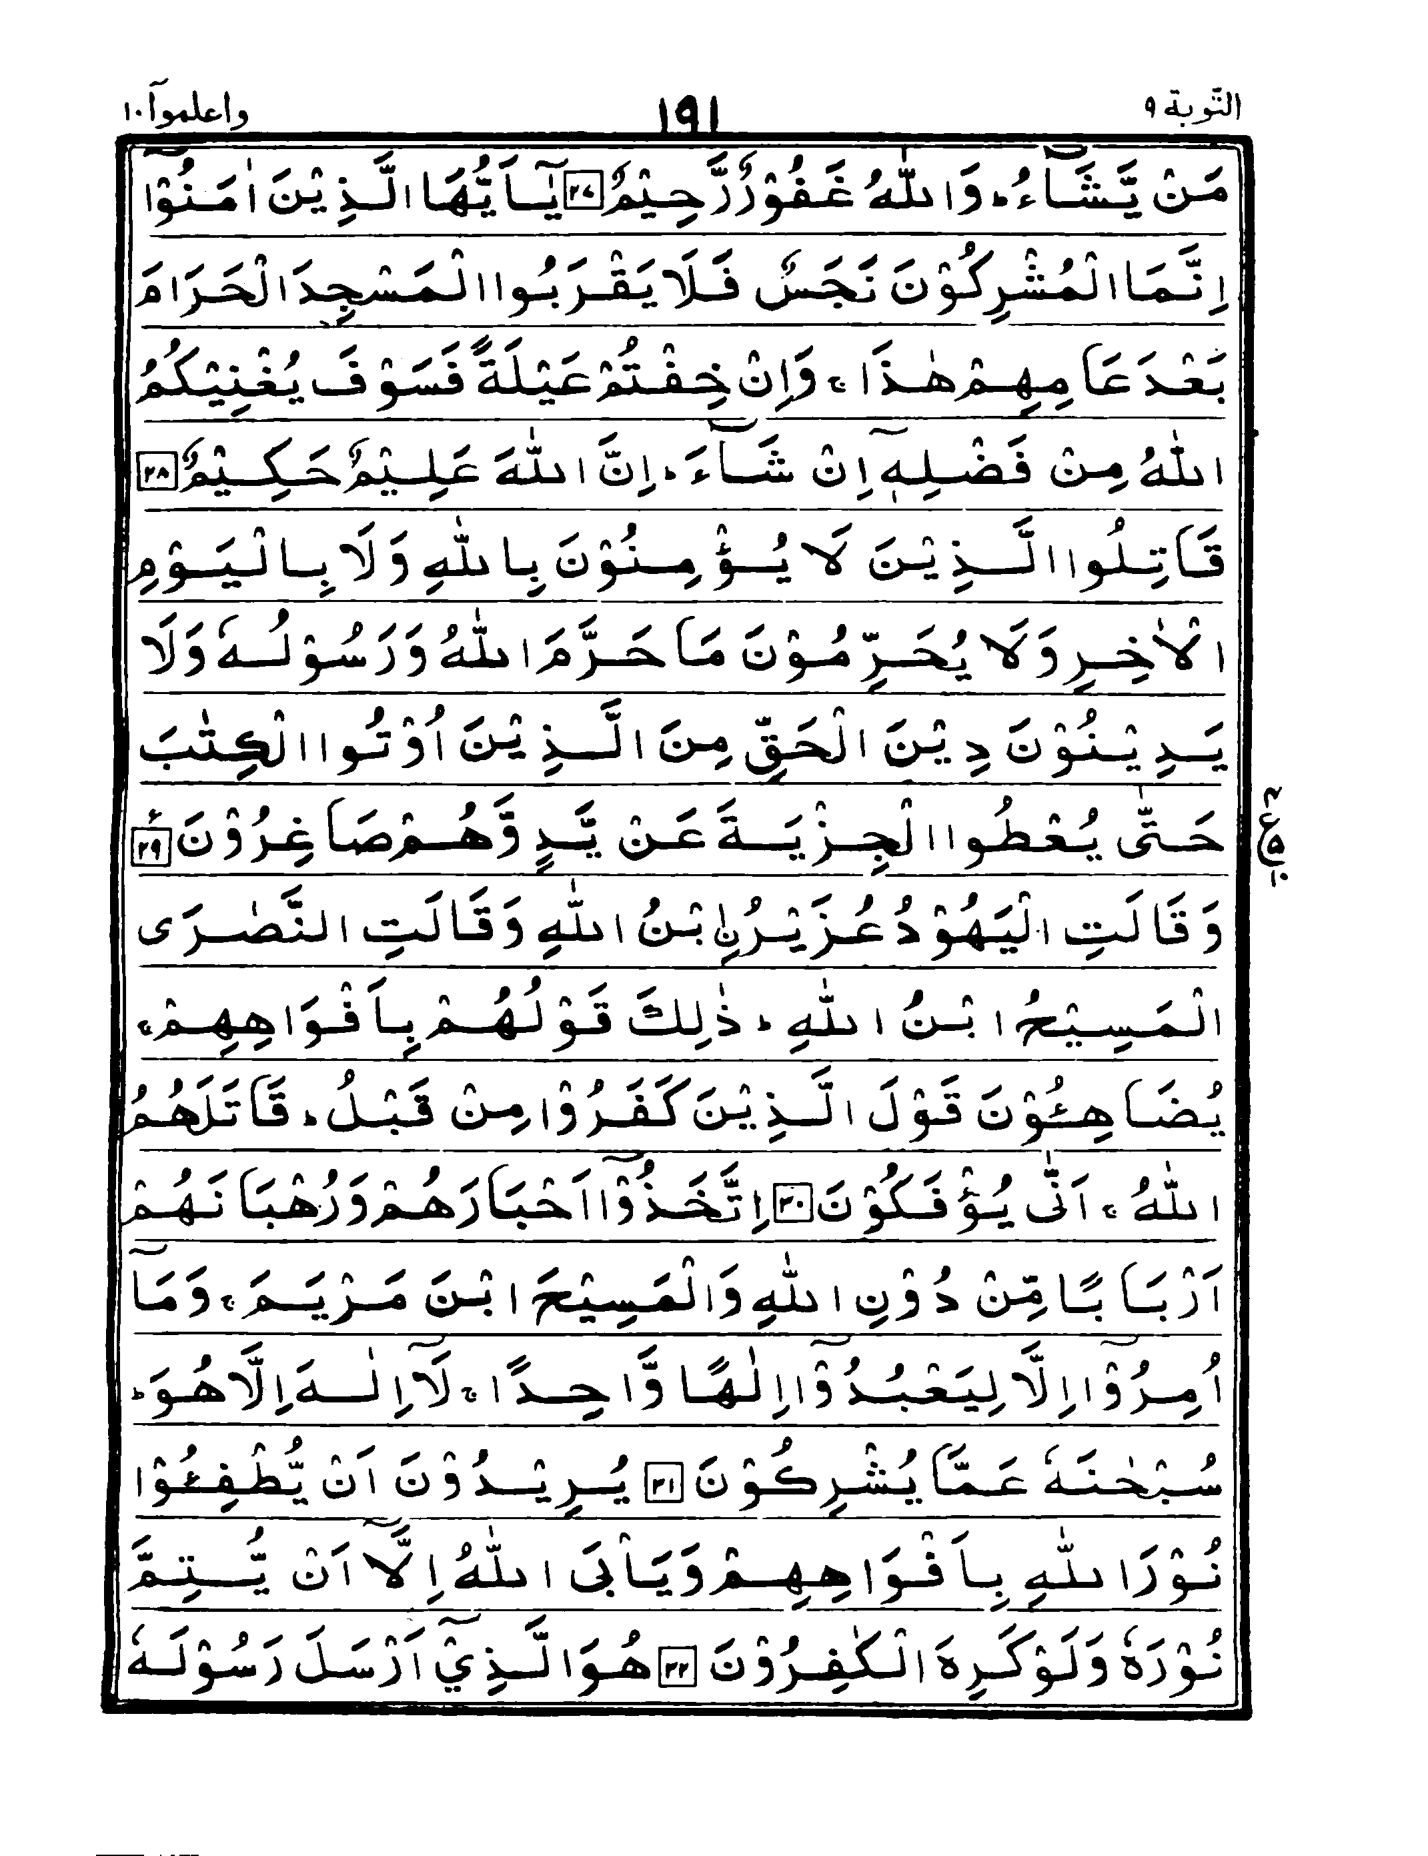 التّوبة ٩ ١٩١ واعلموآ ١٠
مَنْ يَّشَآءُ ؕ وَاللّٰهُ غَفُوْرٌ رَّحِيْمٌ ٢٧ يٰٓاَيُّهَا الَّذِيْنَ اٰمَنُوْٓا
اِنَّمَا الْمُشْرِكُوْنَ نَجَسٌ فَلَا يَقْرَبُوا الْمَسْجِدَ الْحَرَامَ
بَعْدَ عَامِهِمْ هٰذَا ۚ وَاِنْ خِفْتُمْ عَيْلَةً فَسَوْفَ يُغْنِيْكُمُ
اللّٰهُ مِنْ فَضْلِهٖٓ اِنْ شَآءَ ؕ اِنَّ اللّٰهَ عَلِيْمٌ حَكِيْمٌ ٢٨
قَاتِلُوا الَّذِيْنَ لَا يُؤْمِنُوْنَ بِاللّٰهِ وَلَا بِالْيَوْمِ
الْاٰخِرِ وَلَا يُحَرِّمُوْنَ مَا حَرَّمَ اللّٰهُ وَرَسُوْلُهٗ وَلَا
يَدِيْنُوْنَ دِيْنَ الْحَقِّ مِنَ الَّذِيْنَ اُوْتُوا الْكِتٰبَ
حَتّٰى يُعْطُوا الْجِزْيَةَ عَنْ يَّدٍ وَّهُمْ صَاغِرُوْنَ ٢٩
وَقَالَتِ الْيَهُوْدُ عُزَيْرُ ِۨابْنُ اللّٰهِ وَقَالَتِ النَّصٰرَى
الْمَسِيْحُ ابْنُ اللّٰهِ ؕ ذٰلِكَ قَوْلُهُمْ بِاَفْوَاهِهِمْ ۚ
يُضَاهِئُوْنَ قَوْلَ الَّذِيْنَ كَفَرُوْا مِنْ قَبْلُ ؕ قَاتَلَهُمُ
اللّٰهُ ۚ اَنّٰى يُؤْفَكُوْنَ ٣٠ اِتَّخَذُوْٓا اَحْبَارَهُمْ وَرُهْبَانَهُمْ
اَرْبَابًا مِّنْ دُوْنِ اللّٰهِ وَالْمَسِيْحَ ابْنَ مَرْيَمَ ۚ وَمَآ
اُمِرُوْٓا اِلَّا لِيَعْبُدُوْٓا اِلٰهًا وَّاحِدًا ۚ لَآ اِلٰهَ اِلَّا هُوَ ؕ
سُبْحٰنَهٗ عَمَّا يُشْرِكُوْنَ ٣١ يُرِيْدُوْنَ اَنْ يُّطْفِئُوْا
نُوْرَ اللّٰهِ بِاَفْوَاهِهِمْ وَيَاْبَى اللّٰهُ اِلَّآ اَنْ يُّتِمَّ
نُوْرَهٗ وَلَوْ كَرِهَ الْكٰفِرُوْنَ ٣٢ هُوَ الَّذِيْٓ اَرْسَلَ رَسُوْلَهٗ